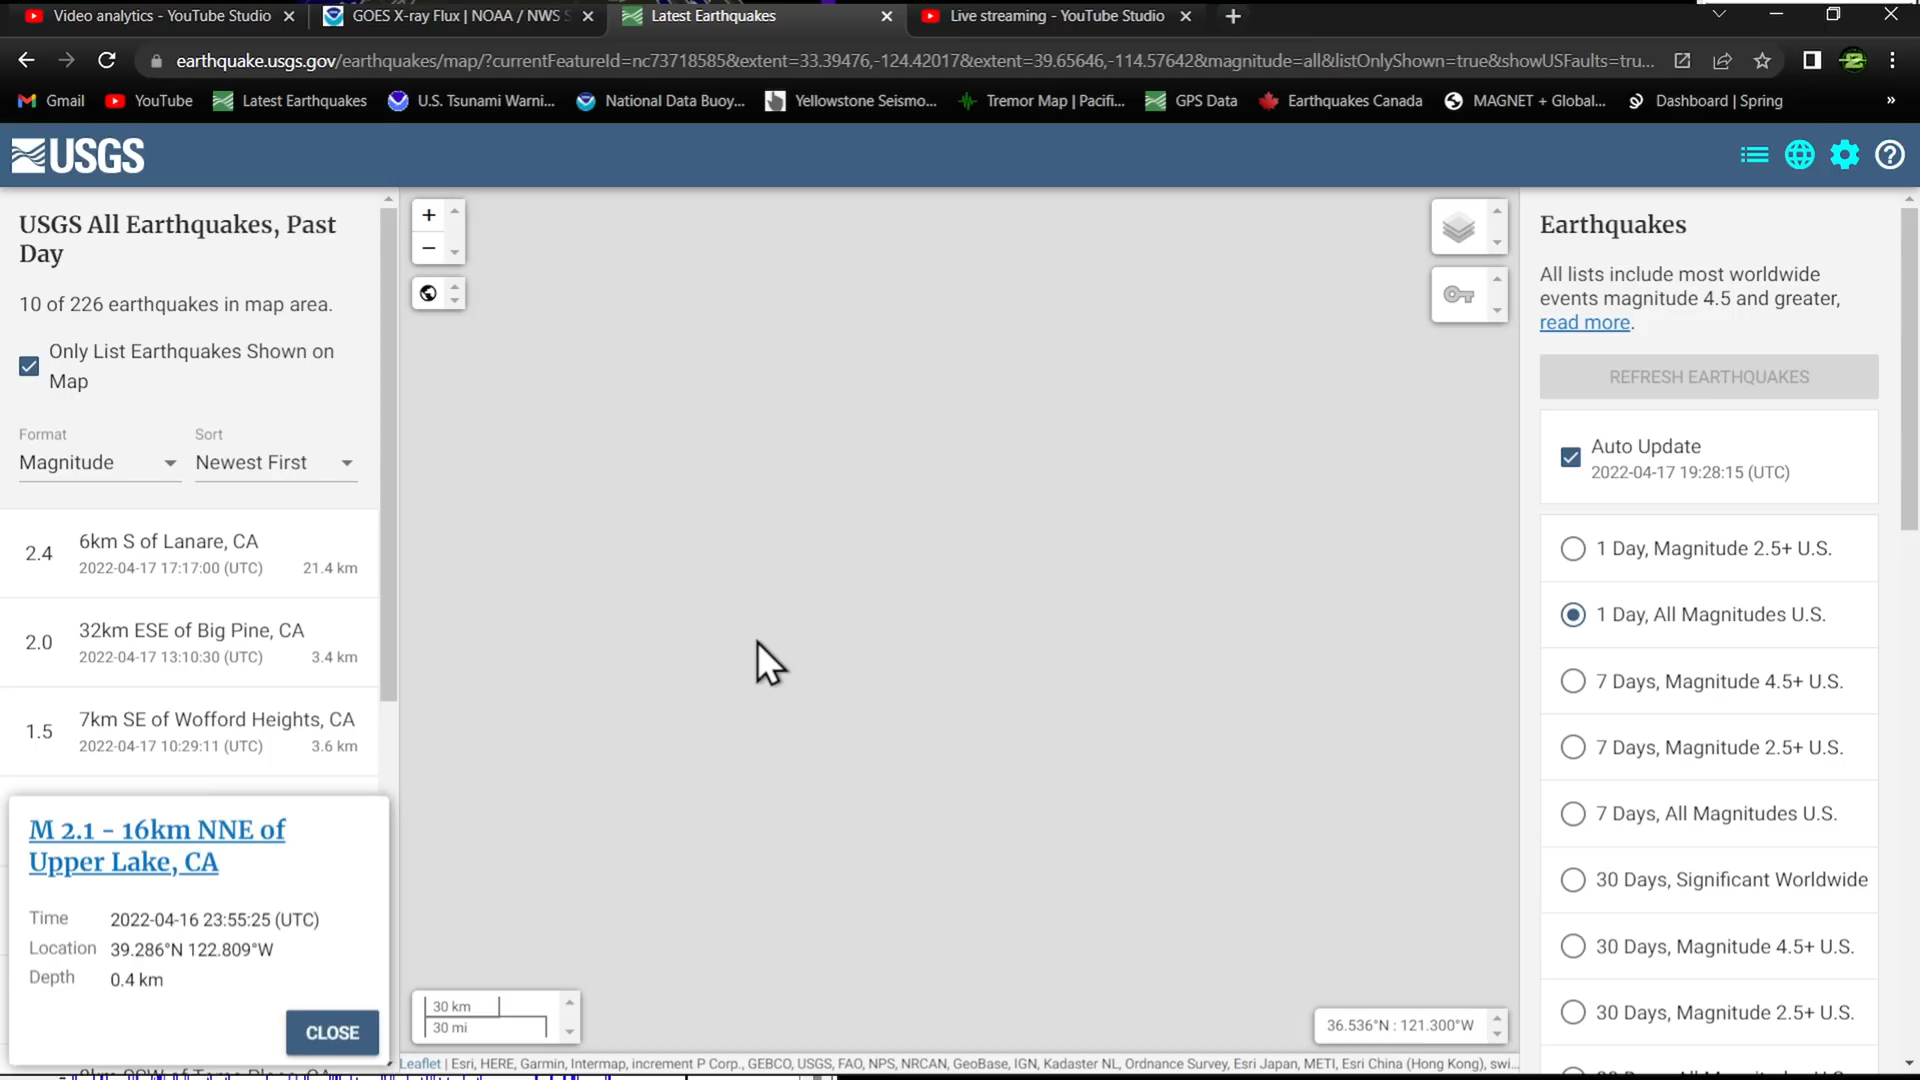 Video analytics - YouTube Studio
GOES X-ray Flux | NOAA / NWS S
Latest Earthquakes
Live streaming - YouTube Studio
earthquake.usgs.gov/earthquakes/map/?currentFeatureId=nc73718585&extent=33.39476,-124.42017&extent=39.65646,-114.57642&magnitude=all&listOnlyShown=true&showUSFaults=tru...
Gmail
YouTube
Latest Earthquakes
U.S. Tsunami Warni...
National Data Buoy...
Yellowstone Seismo...
Tremor Map | Pacifi...
GPS Data
Earthquakes Canada
MAGNET + Global...
Dashboard | Spring
»
USGS
USGS All Earthquakes, Past
Day
10 of 226 earthquakes in map area.
Only List Earthquakes Shown on
Map
Format
Magnitude
Sort
Newest First
2.4
6km S of Lanare, CA
2022-04-17 17:17:00 (UTC)
21.4 km
2.0
32km ESE of Big Pine, CA
2022-04-17 13:10:30 (UTC)
3.4 km
1.5
7km SE of Wofford Heights, CA
2022-04-17 10:29:11 (UTC)
3.6 km
M 2.1 - 16km NNE of
Upper Lake, CA
Time 2022-04-16 23:55:25 (UTC)
Location 39.286°N 122.809°W
Depth 0.4 km
CLOSE
+
−
30 km
30 mi
36.536°N : 121.300°W
Leaflet | Esri, HERE, Garmin, Intermap, increment P Corp., GEBCO, USGS, FAO, NPS, NRCAN, GeoBase, IGN, Kadaster NL, Ordnance Survey, Esri Japan, METI, Esri China (Hong Kong), swi...
Earthquakes
All lists include most worldwide
events magnitude 4.5 and greater,
read more.
REFRESH EARTHQUAKES
Auto Update
2022-04-17 19:28:15 (UTC)
1 Day, Magnitude 2.5+ U.S.
1 Day, All Magnitudes U.S.
7 Days, Magnitude 4.5+ U.S.
7 Days, Magnitude 2.5+ U.S.
7 Days, All Magnitudes U.S.
30 Days, Significant Worldwide
30 Days, Magnitude 4.5+ U.S.
30 Days, Magnitude 2.5+ U.S.